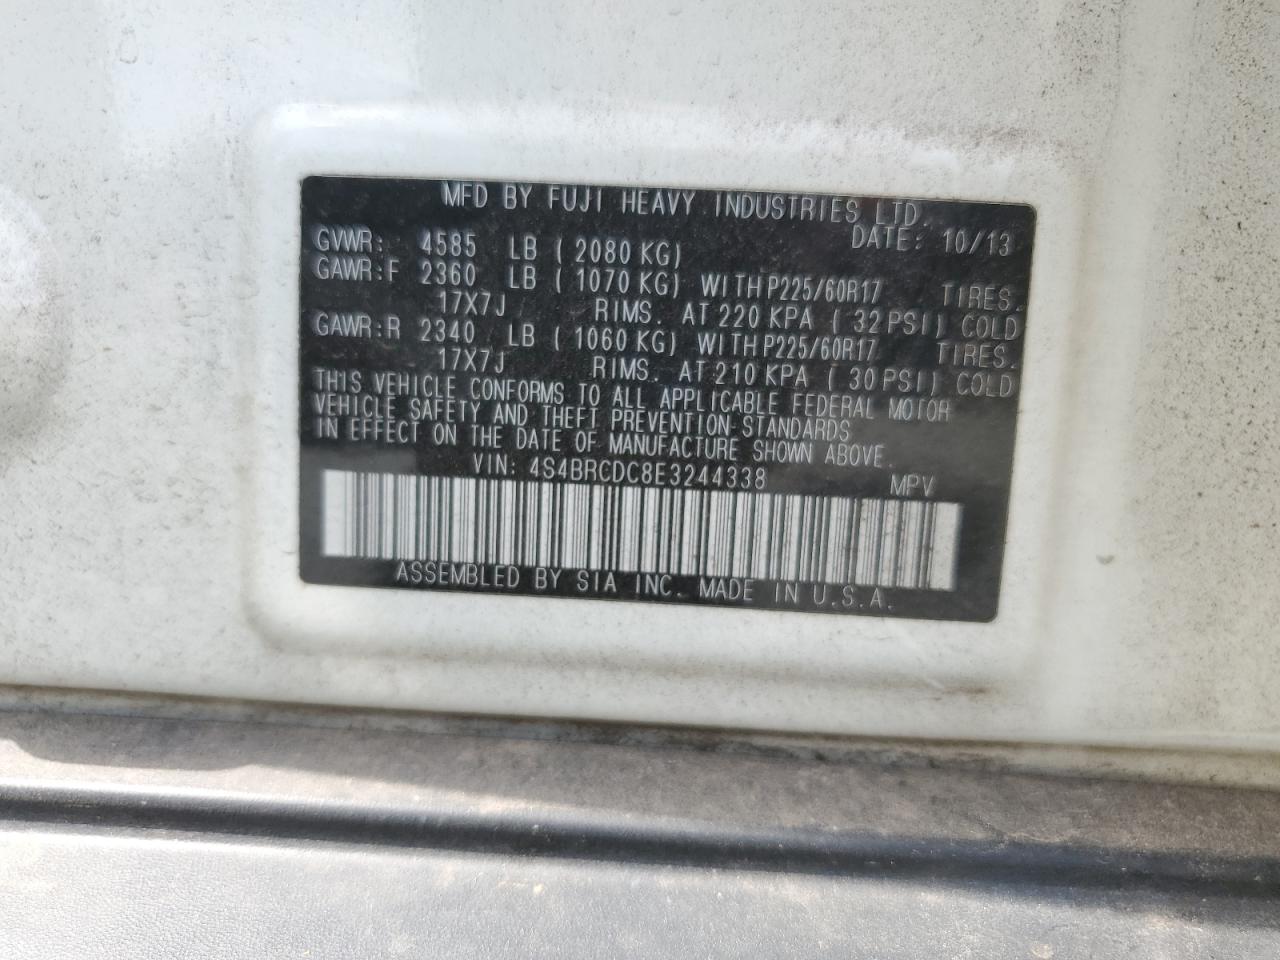 MFD BY FUJI HEAVY INDUSTRIES LTD.
DATE: 10/13
GVWR: 4585 LB ( 2080 KG)
GAWR:F 2360 LB ( 1070 KG) WITH P225/60R17 TIRES.
17X7J RIMS. AT 220 KPA ( 32 PSI) COLD
GAWR:R 2340 LB ( 1060 KG) WITH P225/60R17 TIRES.
17X7J RIMS. AT 210 KPA ( 30 PSI) COLD
THIS VEHICLE CONFORMS TO ALL APPLICABLE FEDERAL MOTOR
VEHICLE SAFETY AND THEFT PREVENTION STANDARDS
IN EFFECT ON THE DATE OF MANUFACTURE SHOWN ABOVE.
VIN: 4S4BRCDC8E3244338 MPV
ASSEMBLED BY SIA INC. MADE IN U.S.A.